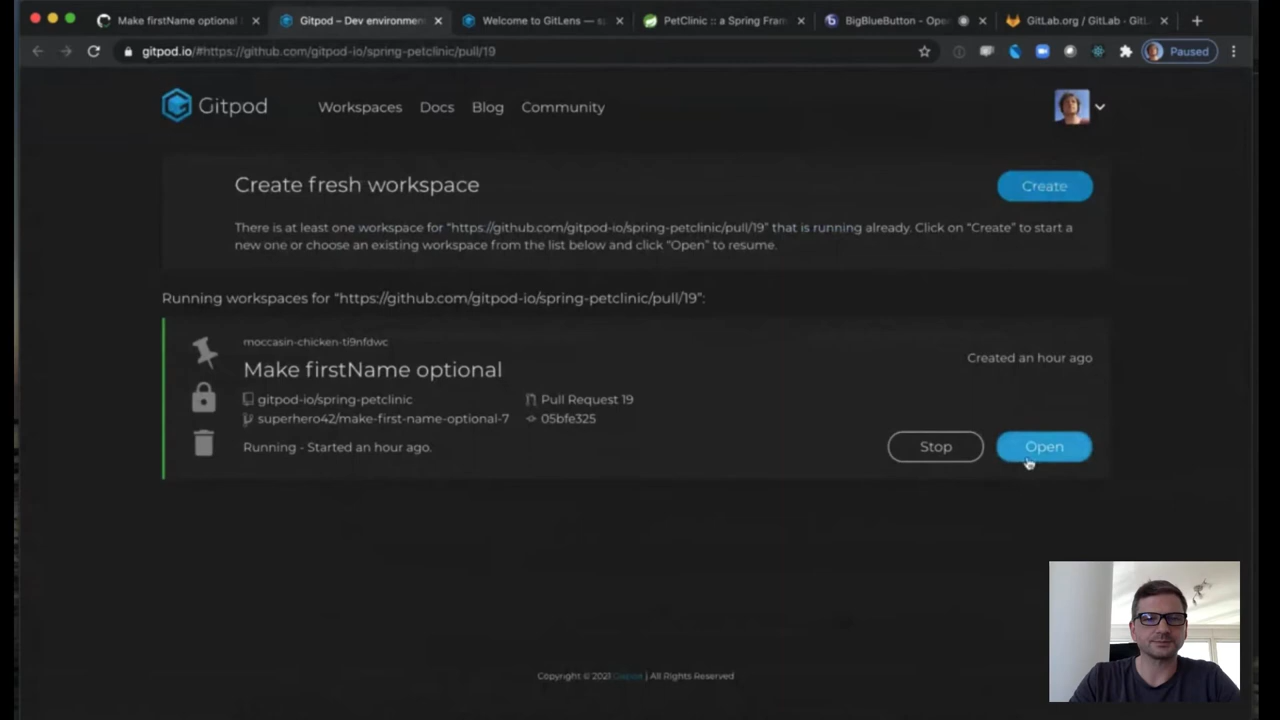 Make firstName optional
Gitpod – Dev environmen
Welcome to GitLens —
PetClinic :: a Spring Fram
BigBlueButton - Ope
GitLab.org / GitLab · GitL
gitpod.io/#https://github.com/gitpod-io/spring-petclinic/pull/19
Paused
Gitpod
Workspaces
Docs
Blog
Community
Create fresh workspace
Create
There is at least one workspace for “https://github.com/gitpod-io/spring-petclinic/pull/19” that is running already. Click on “Create” to start a
new one or choose an existing workspace from the list below and click “Open” to resume.
Running workspaces for “https://github.com/gitpod-io/spring-petclinic/pull/19”:
moccasin-chicken-ti9nfdwc
Make firstName optional
Created an hour ago
gitpod-io/spring-petclinic
Pull Request 19
superhero42/make-first-name-optional-7
05bfe325
Running - Started an hour ago.
Stop
Open
Copyright © 2021 Gitpod | All Rights Reserved